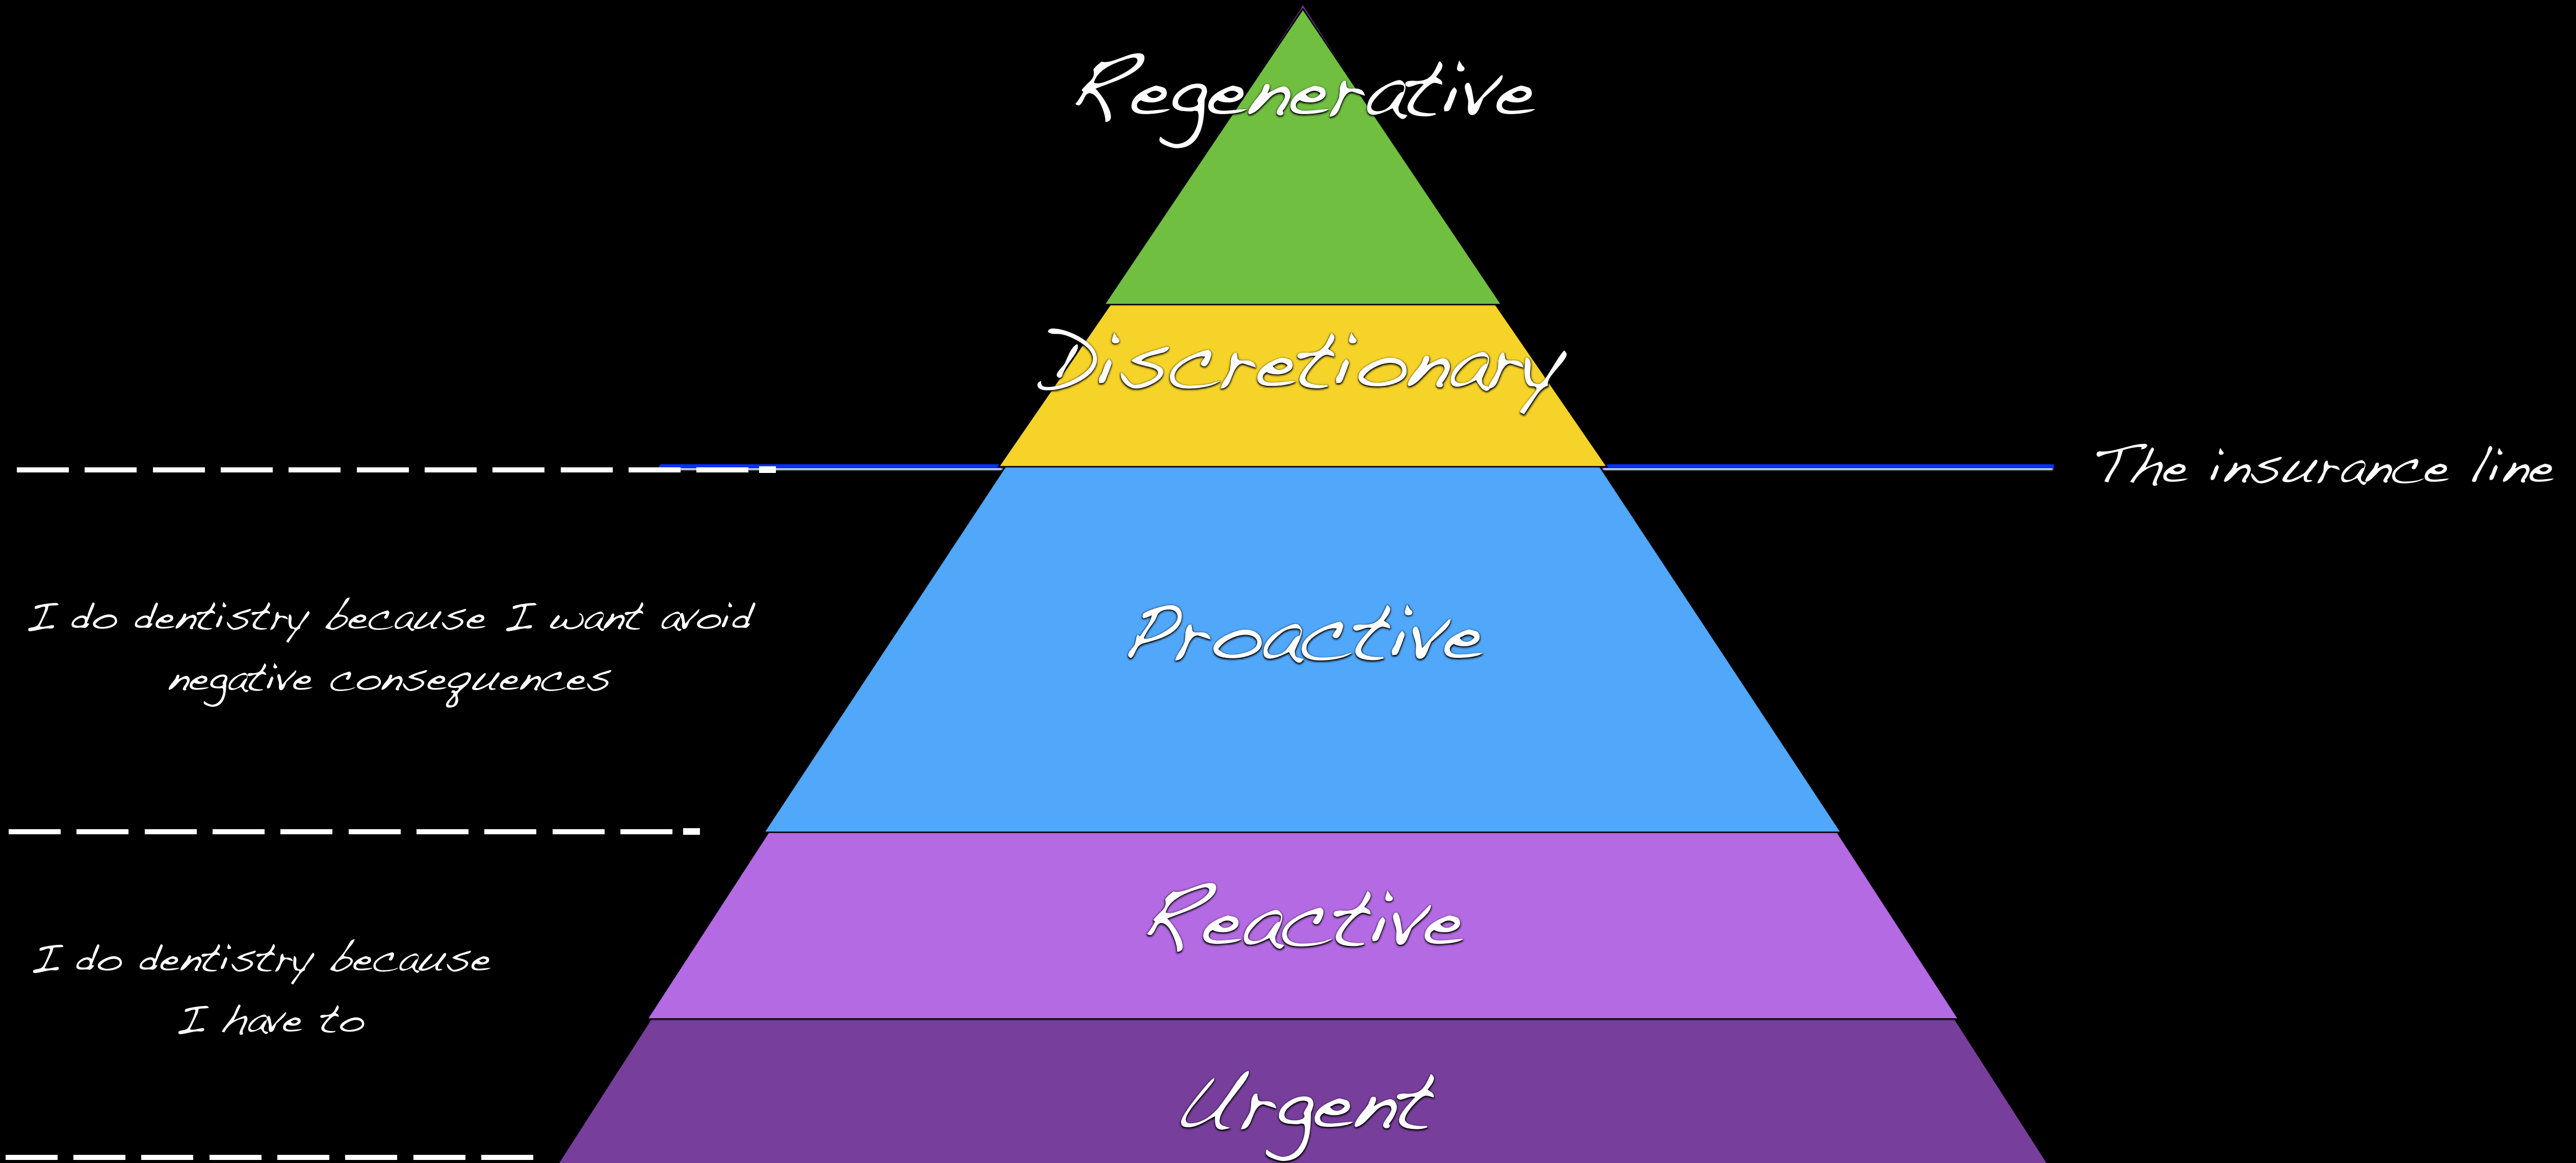 Regenerative
Discretionary
The insurance line
I do dentistry because I want avoid
negative consequences
Proactive
I do dentistry because
I have to
Reactive
Urgent